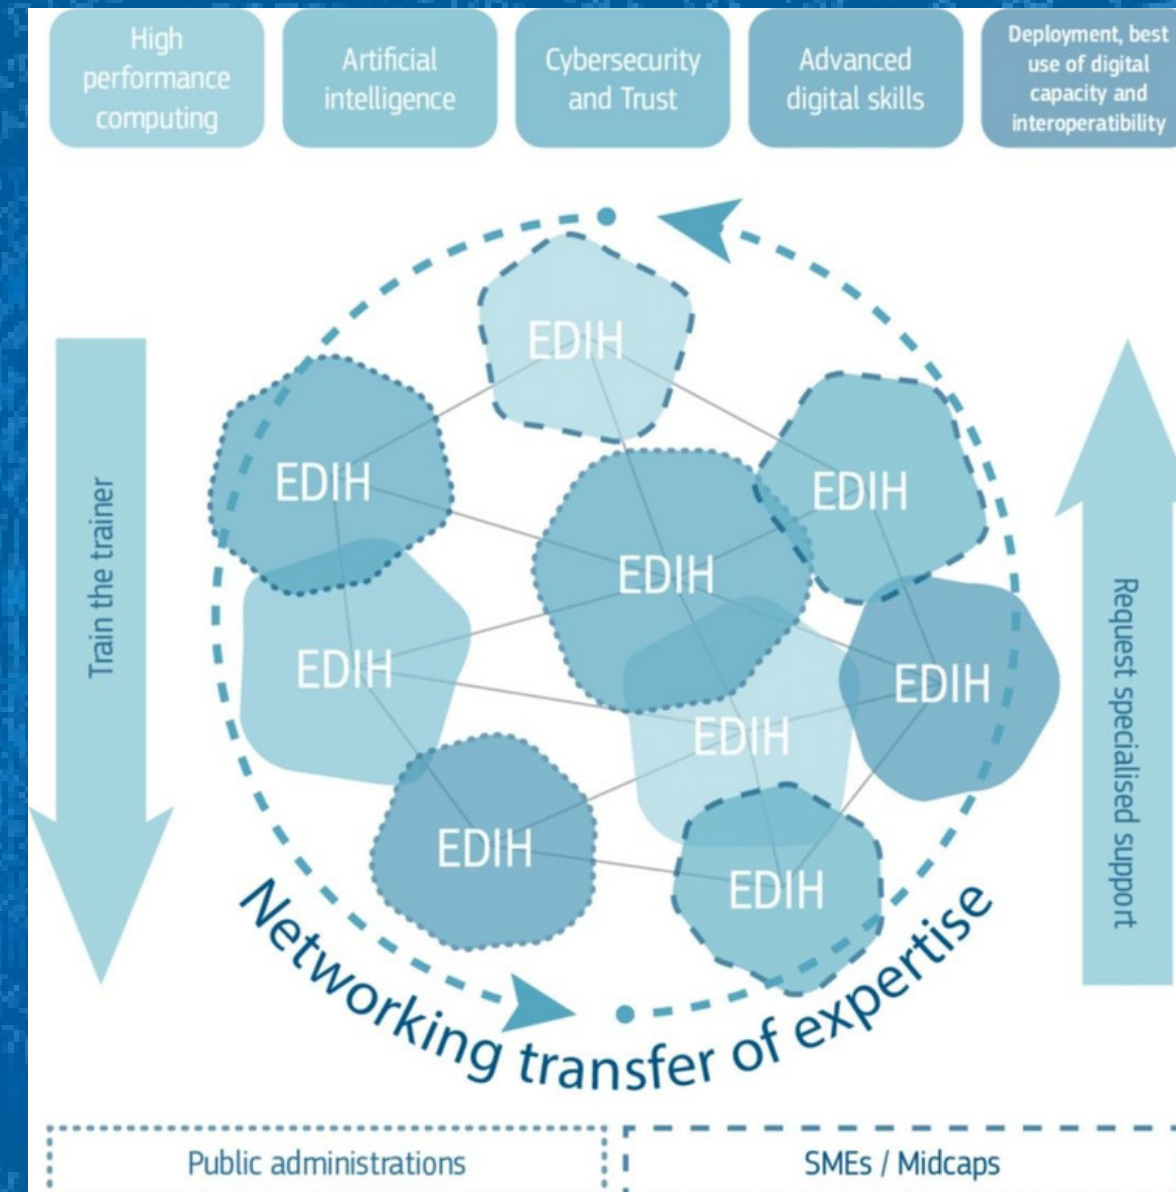 High
performance
computing
Artificial
intelligence
Cybersecurity
and Trust
Advanced
digital skills
Deployment, best
use of digital
capacity and
interoperatibility
EDIH
EDIH
EDIH
EDIH
EDIH
EDIH
EDIH
EDIH
EDIH
Train the trainer
Request specialised support
Networking transfer of expertise
Public administrations
SMEs / Midcaps